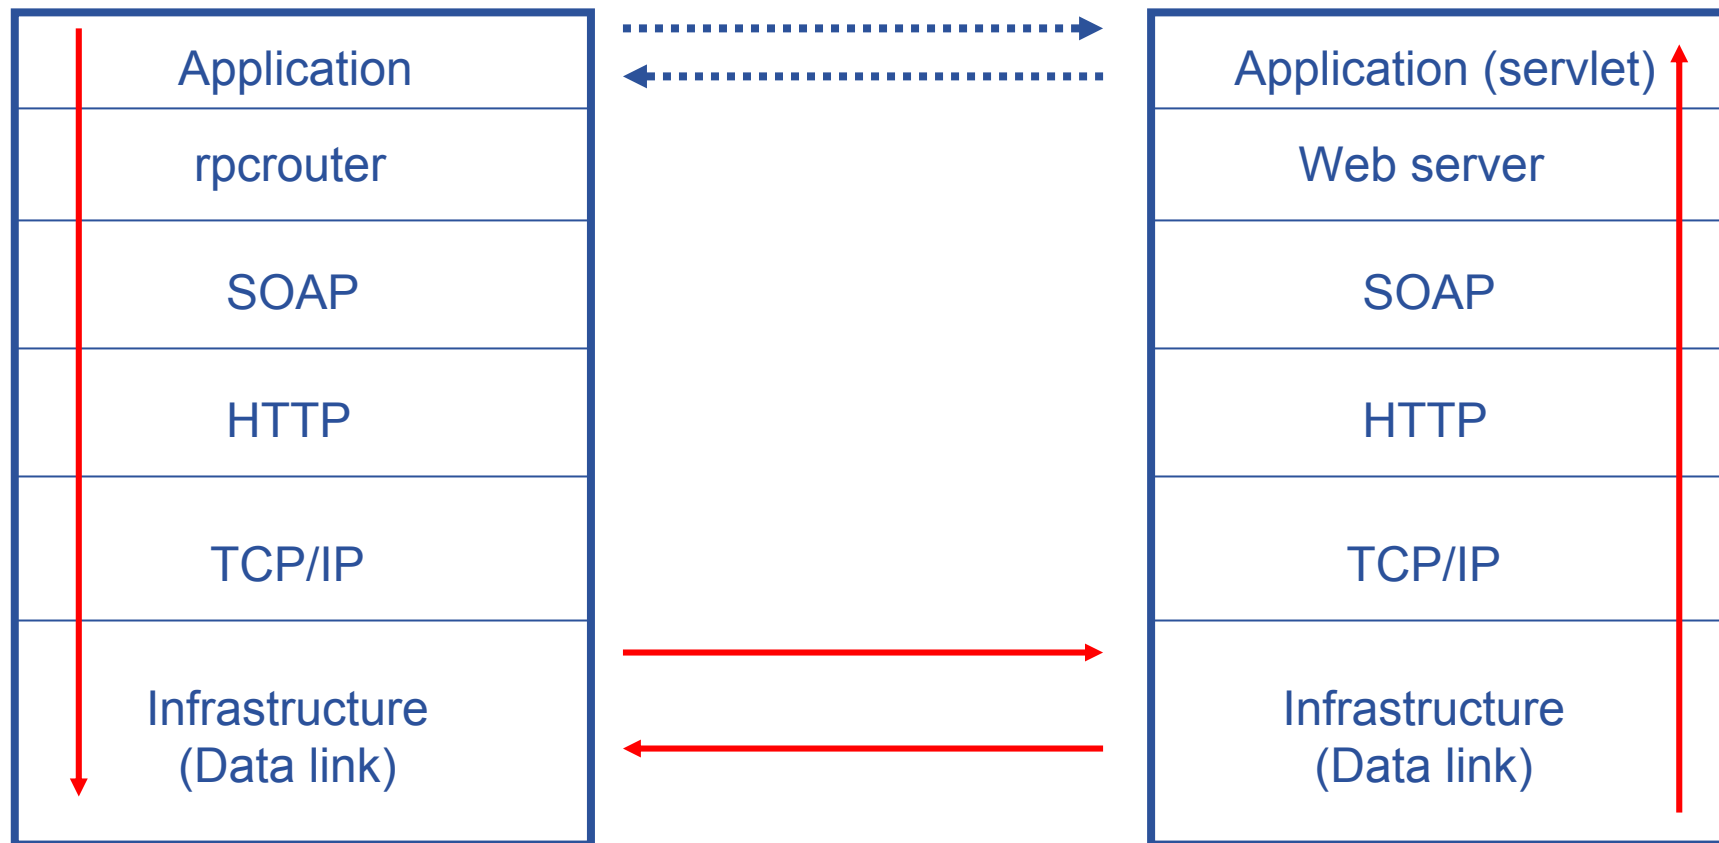 Application
rpcrouter
SOAP
HTTP
TCP/IP
Infrastructure
(Data link)
Application (servlet)
Web server
SOAP
HTTP
TCP/IP
Infrastructure
(Data link)